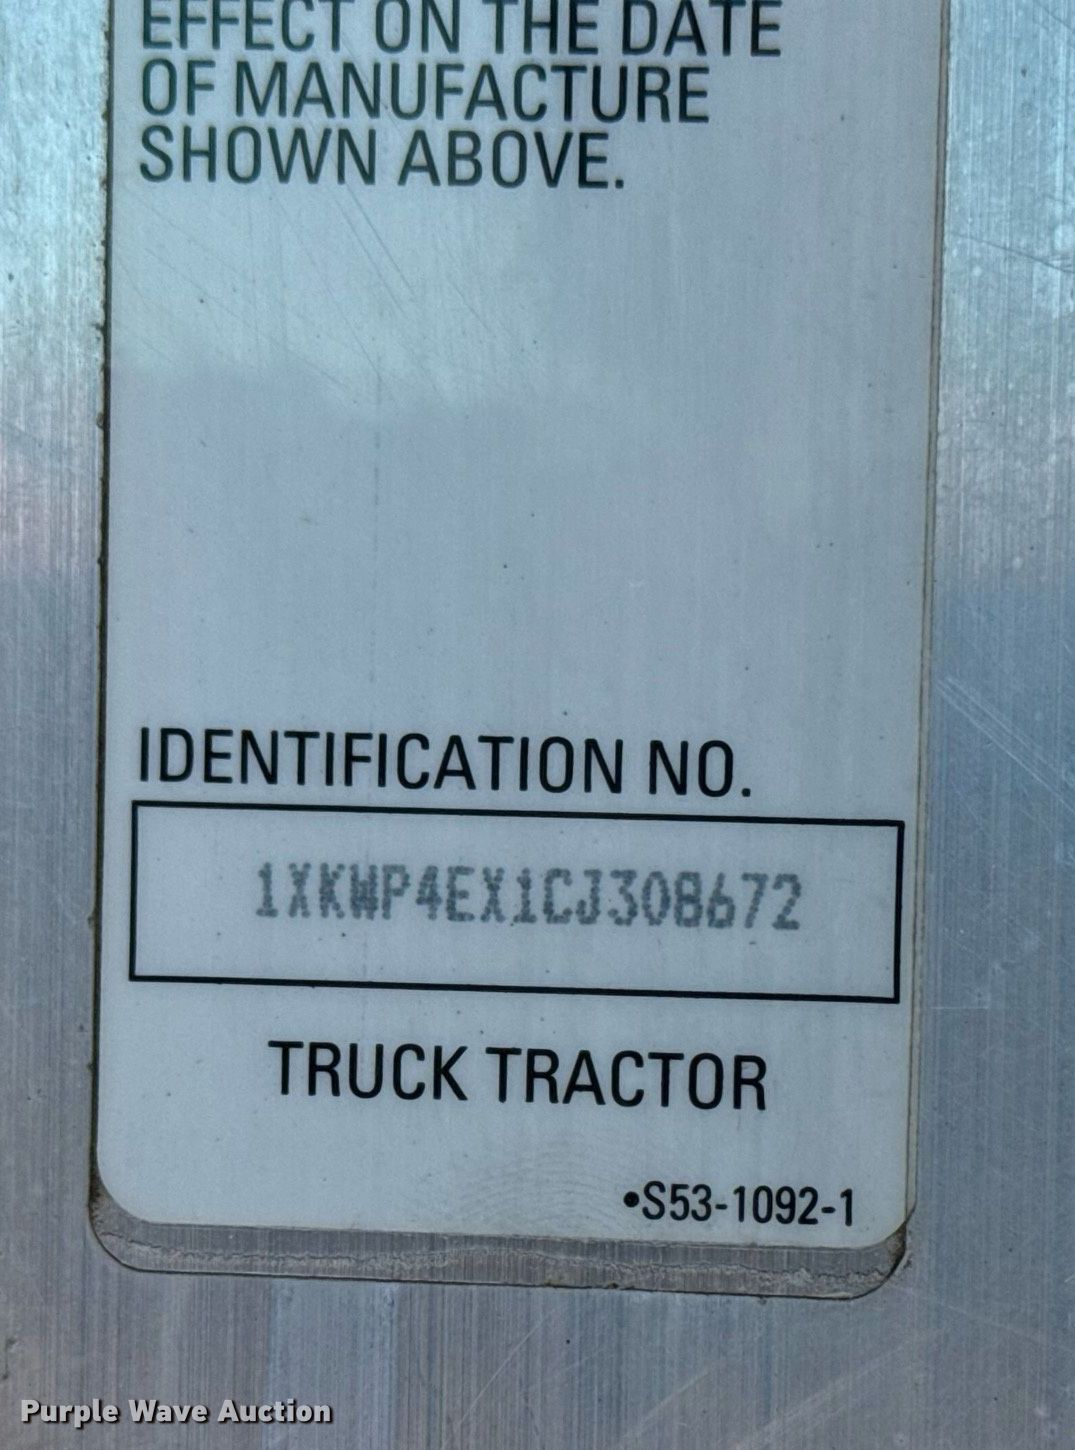 EFFECT ON THE DATE
OF MANUFACTURE
SHOWN ABOVE.
IDENTIFICATION NO.
1XKWP4EX1CJ308672
TRUCK TRACTOR
•S53-1092-1
Purple Wave Auction